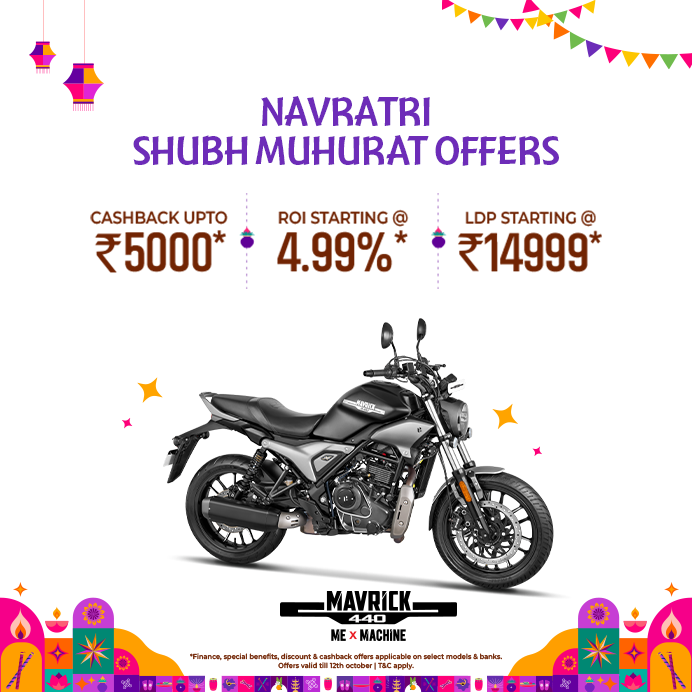 NAVRATRI
SHUBH MUHURAT OFFERS
CASHBACK UPTO
₹5000*
ROI STARTING @
4.99%*
LDP STARTING @
₹14999*
MAVRICK
MAVRICK
440
ME X MACHINE
*Finance, special benefits, discount & cashback offers applicable on select models & banks.
Offers valid till 12th october | T&C apply.